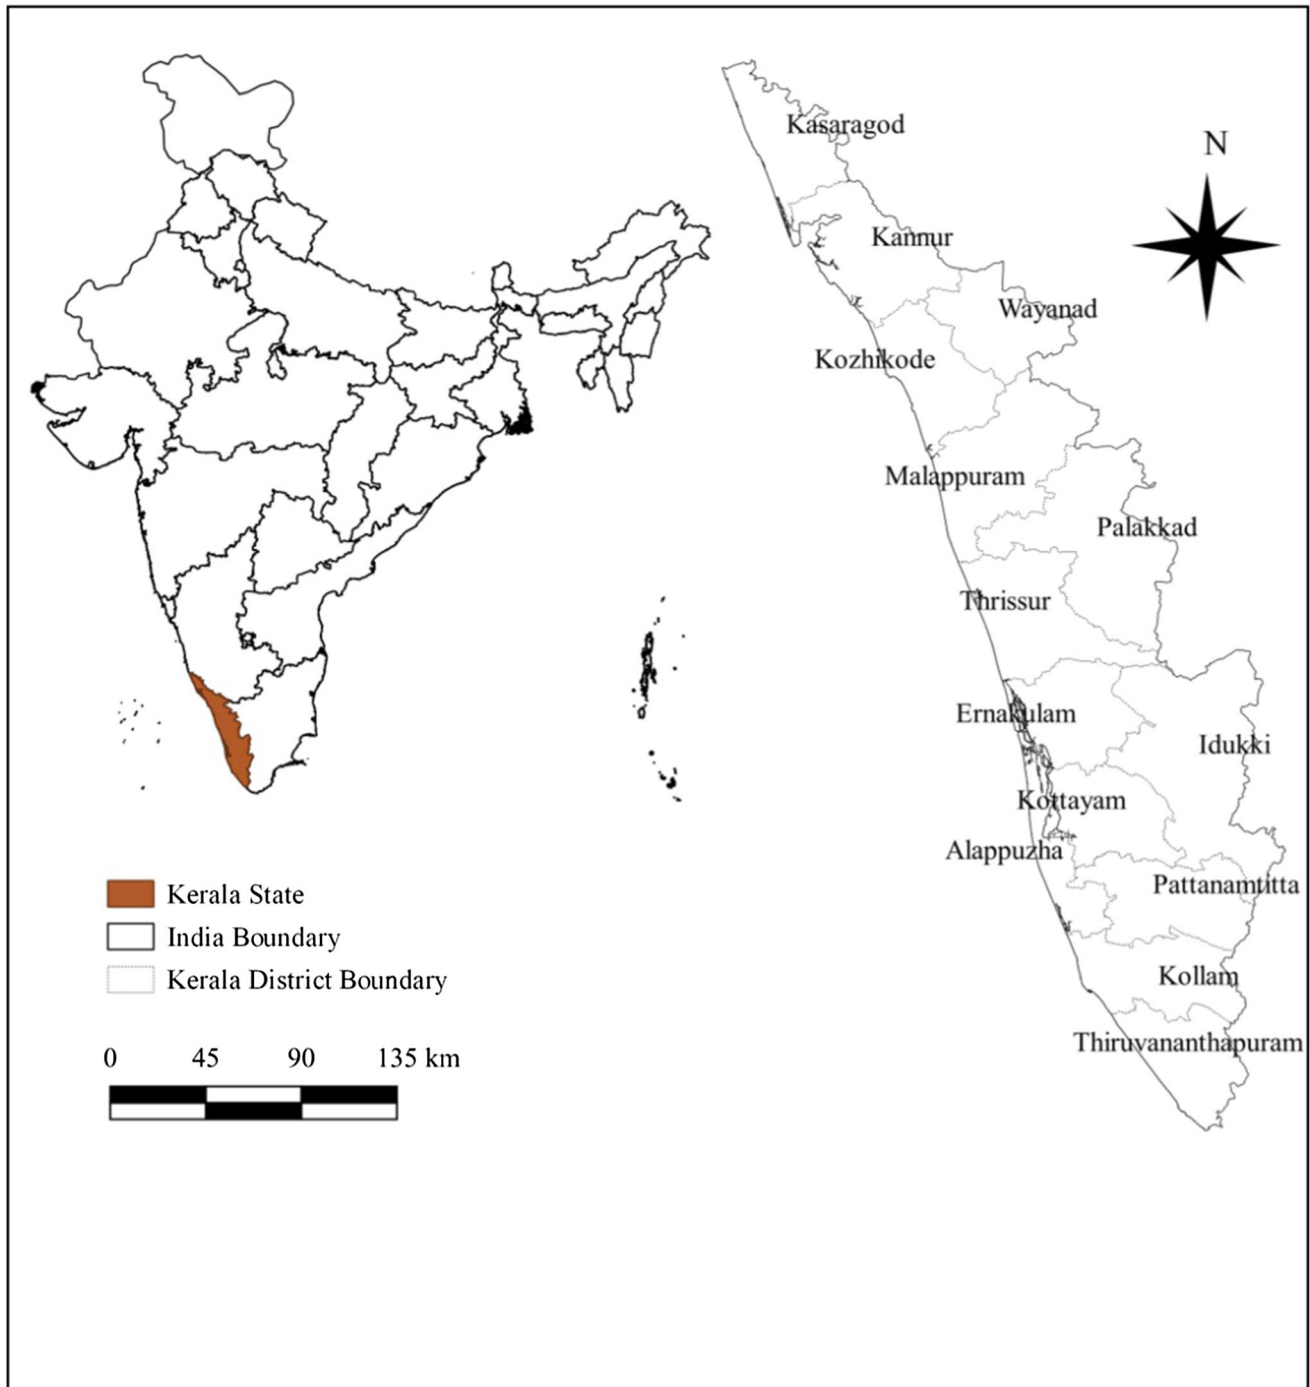 Kasaragod
N
Kannur
Wayanad
Kozhikode
Malappuram
Palakkad
Thrissur
Ernakulam
Idukki
Kottayam
Alappuzha
Pattanamtitta
Kollam
Thiruvananthapuram
Kerala State
India Boundary
Kerala District Boundary
0 45 90 135 km